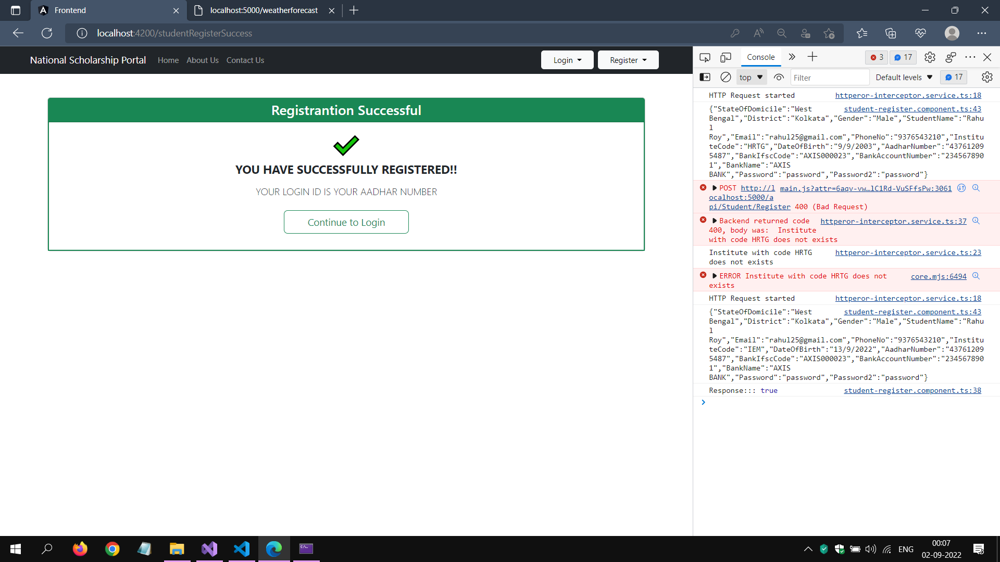 Frontend
localhost:5000/weatherforecast
localhost:4200/studentRegisterSuccess
National Scholarship Portal Home About Us Contact Us
Login
Register
Registrantion Successful
YOU HAVE SUCCESSFULLY REGISTERED!!
YOUR LOGIN ID IS YOUR AADHAR NUMBER
Continue to Login
Console
3
17
top
Filter
Default levels
17
HTTP Request started httperor-interceptor.service.ts:18
{"StateOfDomicile":"West student-register.component.ts:43
Bengal","District":"Kolkata","Gender":"Male","StudentName":"Rahu
l
Roy","Email":"rahul25@gmail.com","PhoneNo":"9376543210","Institu
teCode":"HRTG","DateOfBirth":"9/9/2003","AadharNumber":"43761209
5487","BankIfscCode":"AXIS000023","BankAccountNumber":"234567890
1","BankName":"AXIS
BANK","Password":"password","Password2":"password"}
POST http://l main.js?attr=6aqv-vw…lC1Rd-VuSFfsPw:3061
ocalhost:5000/a
pi/Student/Register 400 (Bad Request)
Backend returned code httperor-interceptor.service.ts:37
400, body was: Institute
with code HRTG does not exists
Institute with code HRTG httperor-interceptor.service.ts:23
does not exists
ERROR Institute with code HRTG does not core.mjs:6494
exists
HTTP Request started httperor-interceptor.service.ts:18
{"StateOfDomicile":"West student-register.component.ts:43
Bengal","District":"Kolkata","Gender":"Male","StudentName":"Rahu
l
Roy","Email":"rahul25@gmail.com","PhoneNo":"9376543210","Institu
teCode":"IEM","DateOfBirth":"13/9/2022","AadharNumber":"43761209
5487","BankIfscCode":"AXIS000023","BankAccountNumber":"234567890
1","BankName":"AXIS
BANK","Password":"password","Password2":"password"}
Response::: true student-register.component.ts:38
ENG
00:07
02-09-2022